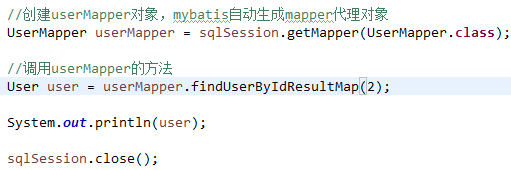 //创建userMapper对象，mybatis自动生成mapper代理对象
UserMapper userMapper = sqlSession.getMapper(UserMapper.class);
//调用userMapper的方法
User user = userMapper.findUserByIdResultMap(2);
System.out.println(user);
sqlSession.close();